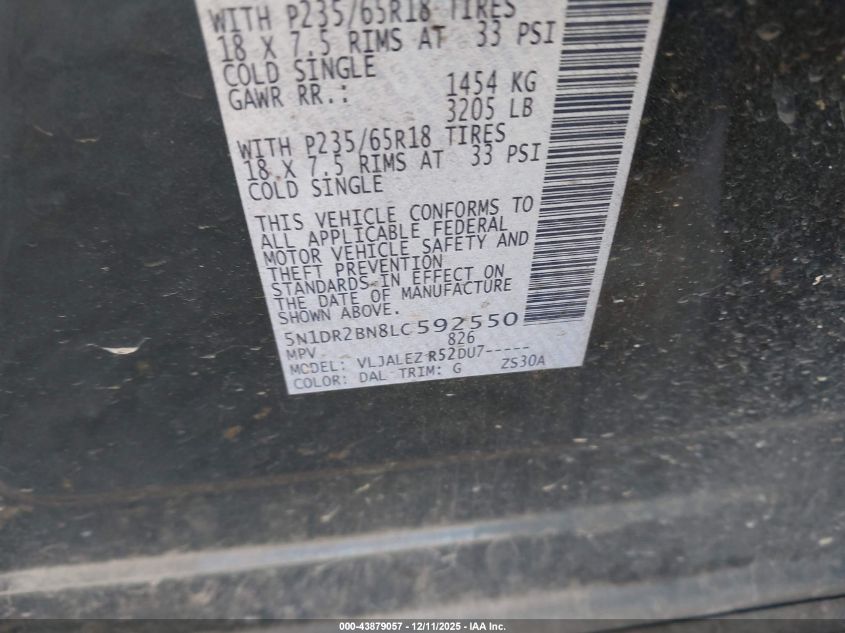 WITH P235/65R18 TIRES
18 X 7.5 RIMS AT 33 PSI
COLD SINGLE
GAWR RR.: 1454 KG
3205 LB
WITH P235/65R18 TIRES
18 X 7.5 RIMS AT 33 PSI
COLD SINGLE
THIS VEHICLE CONFORMS TO
ALL APPLICABLE FEDERAL
MOTOR VEHICLE SAFETY AND
THEFT PREVENTION
STANDARDS IN EFFECT ON
THE DATE OF MANUFACTURE
SHOWN ABOVE.
5N1DR2BN8LC592550
MPV 826
MODEL: VLJALEZ R52DU7-----
COLOR: DAL TRIM: G ZS30A
000-43879057 - 12/11/2025 - IAA Inc.